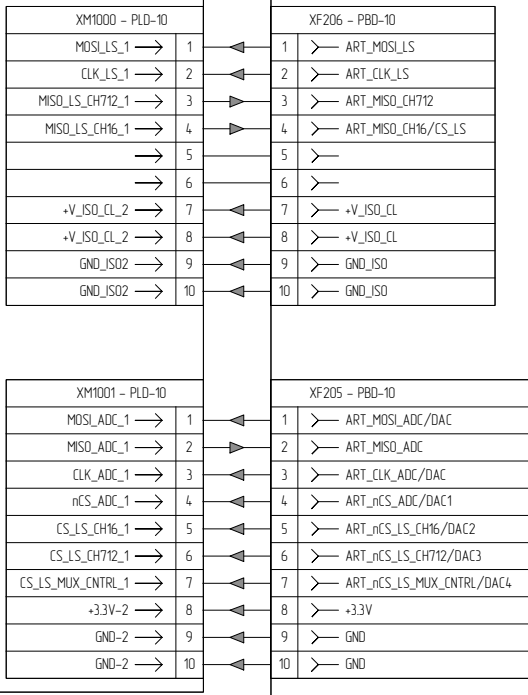 XM1000 - PLD-10 XF206 - PBD-10
MOSI_LS_1 1 1 ART_MOSI_LS
CLK_LS_1 2 2 ART_CLK_LS
MISO_LS_CH712_1 3 3 ART_MISO_CH712
MISO_LS_CH16_1 4 4 ART_MISO_CH16/CS_LS
5 5
6 6
+V_ISO_CL_2 7 7 +V_ISO_CL
+V_ISO_CL_2 8 8 +V_ISO_CL
GND_ISO2 9 9 GND_ISO
GND_ISO2 10 10 GND_ISO
XM1001 - PLD-10 XF205 - PBD-10
MOSI_ADC_1 1 1 ART_MOSI_ADC/DAC
MISO_ADC_1 2 2 ART_MISO_ADC
CLK_ADC_1 3 3 ART_CLK_ADC/DAC
nCS_ADC_1 4 4 ART_nCS_ADC/DAC1
CS_LS_CH16_1 5 5 ART_nCS_LS_CH16/DAC2
CS_LS_CH712_1 6 6 ART_nCS_LS_CH712/DAC3
CS_LS_MUX_CNTRL_1 7 7 ART_nCS_LS_MUX_CNTRL/DAC4
+3.3V-2 8 8 +3.3V
GND-2 9 9 GND
GND-2 10 10 GND